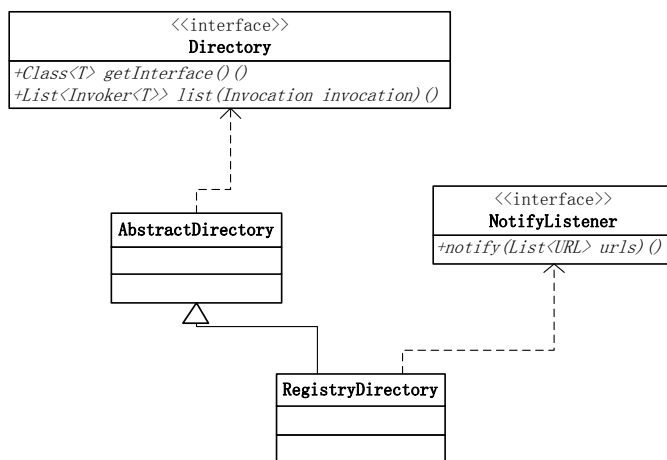 <<interface>>
Directory
+Class<T> getInterface()()
+List<Invoker<T>> list(Invocation invocation)()
AbstractDirectory
<<interface>>
NotifyListener
+notify(List<URL> urls)()
RegistryDirectory